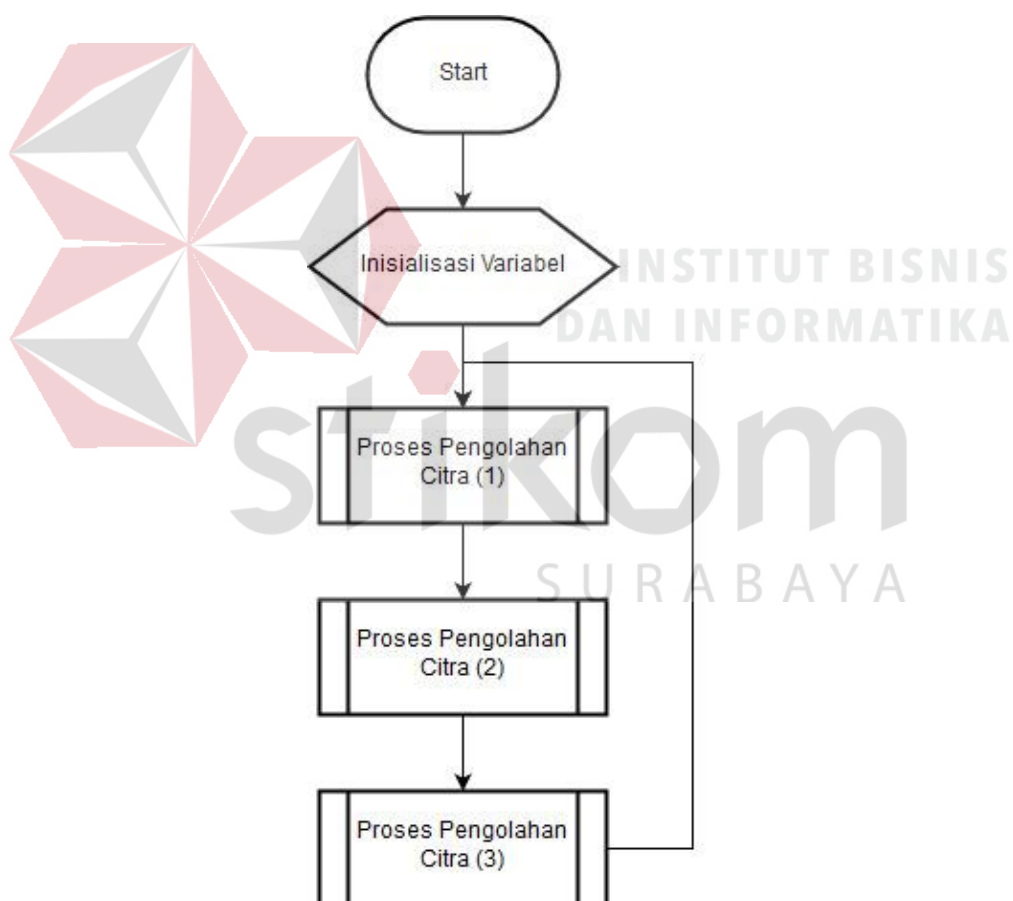 Start
Inisialisasi Variabel
INSTITUT BISNIS
DAN INFORMATIKA
stikom
SURABAYA
Proses Pengolahan
Citra (1)
Proses Pengolahan
Citra (2)
Proses Pengolahan
Citra (3)